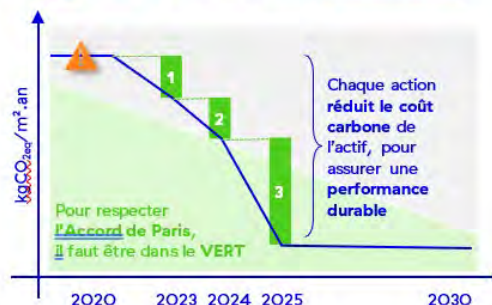 kgCO2eq/m².an
1
2
3
Chaque action
réduit le coût
carbone de
l'actif, pour
assurer une
performance
durable
Pour respecter
l'Accord de Paris,
il faut être dans le VERT
2020 2023 2024 2025 2030